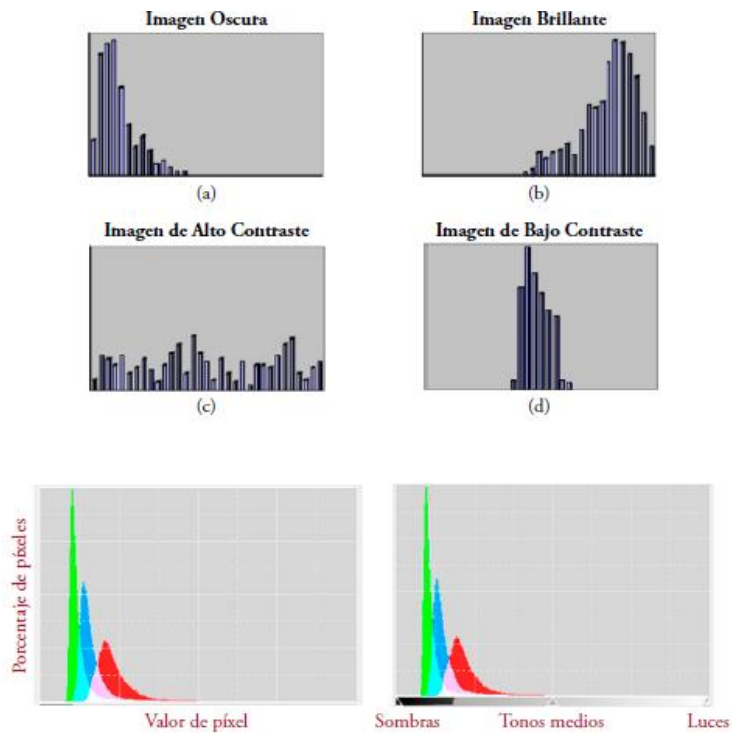 Imagen Oscura
Imagen Brillante
(a)
(b)
Imagen de Alto Contraste
Imagen de Bajo Contraste
(c)
(d)
Porcentaje de píxeles
Valor de píxel
Sombras
Tonos medios
Luces